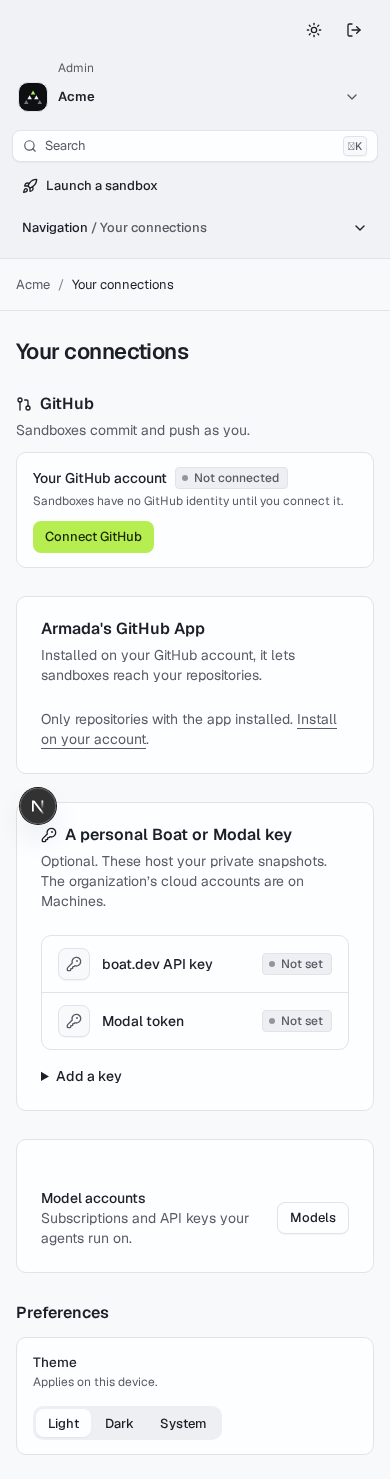 Admin
Acme
Search
K
Launch a sandbox
Navigation / Your connections
Acme / Your connections
Your connections
GitHub
Sandboxes commit and push as you.
Your GitHub account
Not connected
Sandboxes have no GitHub identity until you connect it.
Connect GitHub
Armada's GitHub App
Installed on your GitHub account, it lets
sandboxes reach your repositories.
Only repositories with the app installed. Install
on your account.
N
A personal Boat or Modal key
Optional. These host your private snapshots.
The organization's cloud accounts are on
Machines.
boat.dev API key
Not set
Modal token
Not set
Add a key
Model accounts
Subscriptions and API keys your
agents run on.
Models
Preferences
Theme
Applies on this device.
Light Dark System